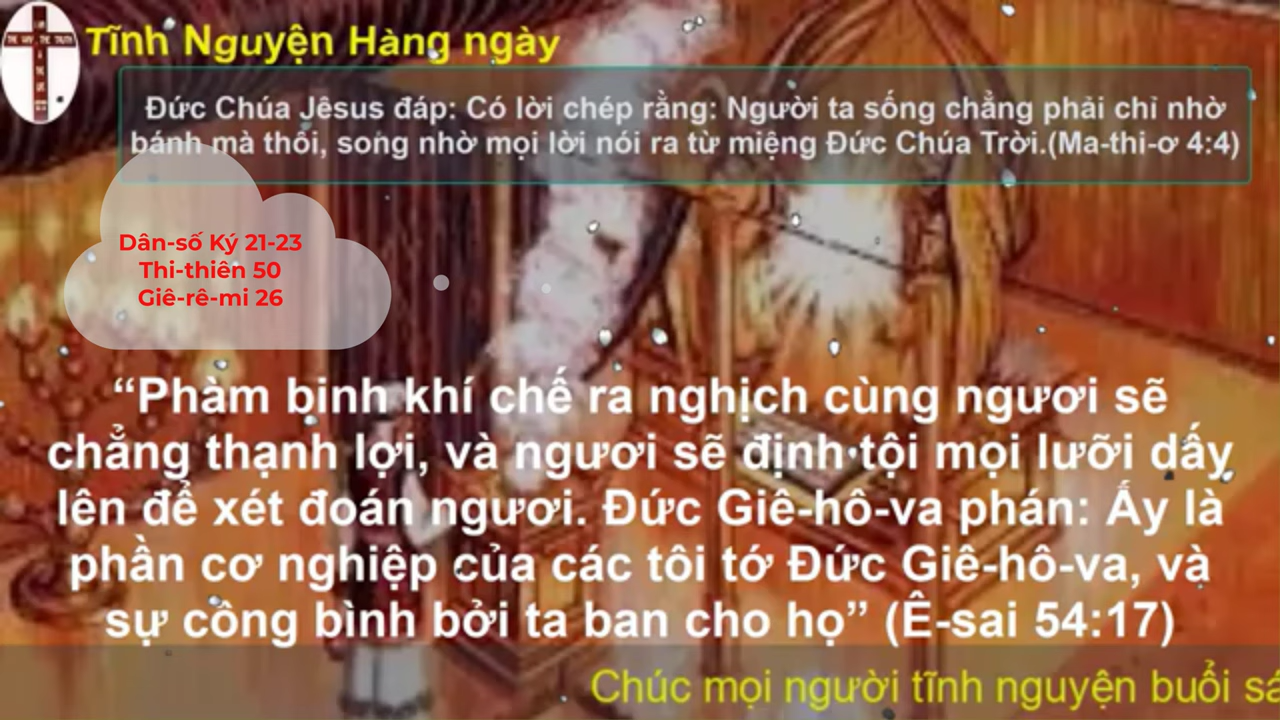 Tĩnh Nguyện Hàng ngày
Đức Chúa Jêsus đáp: Có lời chép rằng: Người ta sống chẳng phải chỉ nhờ
bánh mà thôi, song nhờ mọi lời nói ra từ miệng Đức Chúa Trời.(Ma-thi-ơ 4:4)
Dân-số Ký 21-23
Thi-thiên 50
Giê-rê-mi 26
“Phàm binh khí chế ra nghịch cùng ngươi sẽ
chẳng thạnh lợi, và ngươi sẽ định tội mọi lưỡi dấy
lên để xét đoán ngươi. Đức Giê-hô-va phán: Ấy là
phần cơ nghiệp của các tôi tớ Đức Giê-hô-va, và
sự công bình bởi ta ban cho họ” (Ê-sai 54:17)
Chúc mọi người tĩnh nguyện buổi